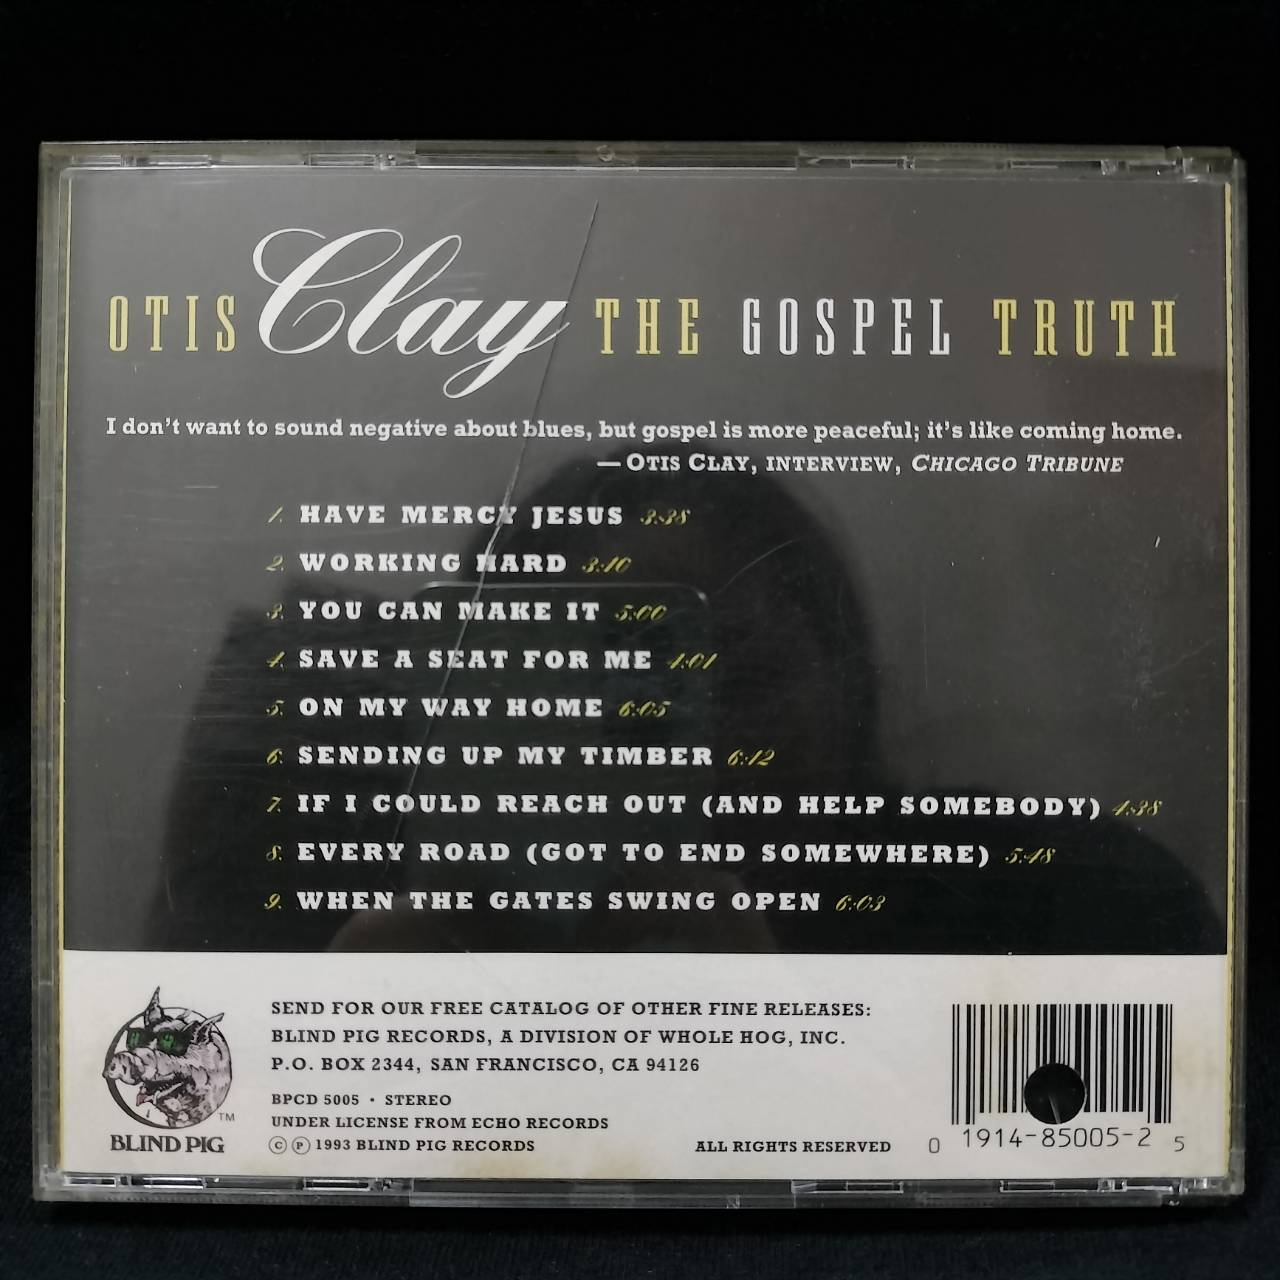 OTIS Clay THE GOSPEL TRUTH
I don't want to sound negative about blues, but gospel is more peaceful; it's like coming home.
— OTIS CLAY, INTERVIEW, CHICAGO TRIBUNE
1. HAVE MERCY JESUS 3:38
2. WORKING HARD 3:10
3. YOU CAN MAKE IT 5:00
4. SAVE A SEAT FOR ME 4:01
5. ON MY WAY HOME 6:05
6. SENDING UP MY TIMBER 6:12
7. IF I COULD REACH OUT (AND HELP SOMEBODY) 4:38
8. EVERY ROAD (GOT TO END SOMEWHERE) 5:48
9. WHEN THE GATES SWING OPEN 6:03
SEND FOR OUR FREE CATALOG OF OTHER FINE RELEASES:
BLIND PIG RECORDS, A DIVISION OF WHOLE HOG, INC.
P.O. BOX 2344, SAN FRANCISCO, CA 94126
BPCD 5005 • STEREO
UNDER LICENSE FROM ECHO RECORDS
Ⓒ Ⓟ 1993 BLIND PIG RECORDS
ALL RIGHTS RESERVED
TM
BLIND PIG
0 1914-85005-2 5